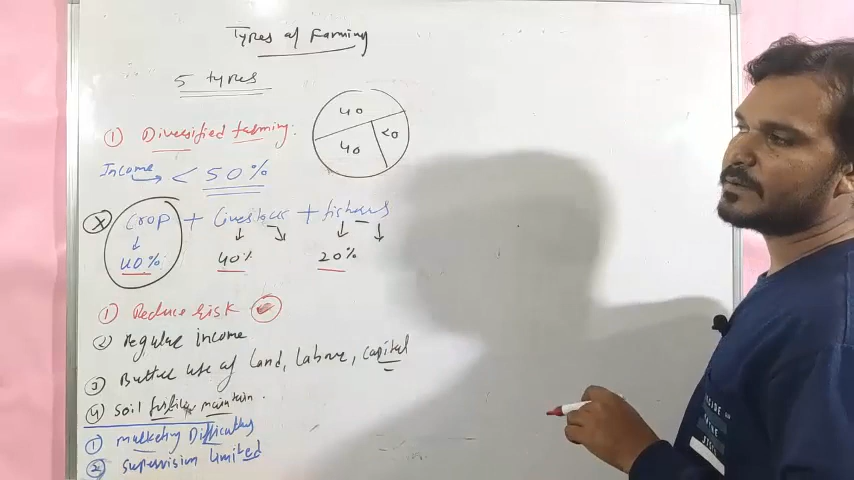 Types of Farming
5 types
① Diversified farming:
40
40
20
Income → < 50%
X Crop + Livestock + fisheries
40% 40% 20%
① Reduce risk
② Regular income
③ Better use of land, labour, capital
④ Soil fertility maintain.
① marketing Difficulty
② supervision limited